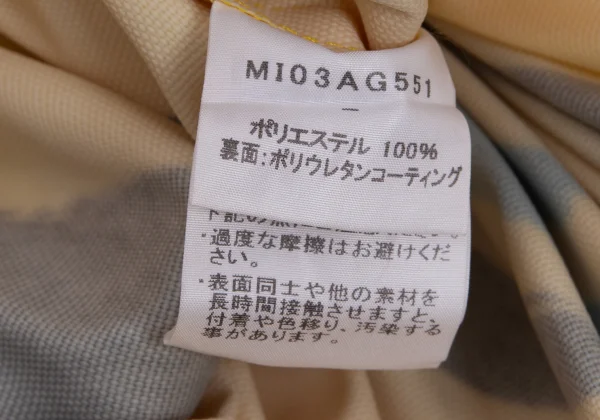 MI03AG551
ポリエステル 100%
裏面:ポリウレタンコーティング
・過度な摩擦はお避けくだ
さい。
・表面同士や他の素材を
長時間接触させますと、
付着や色移り、汚染する
事があります。